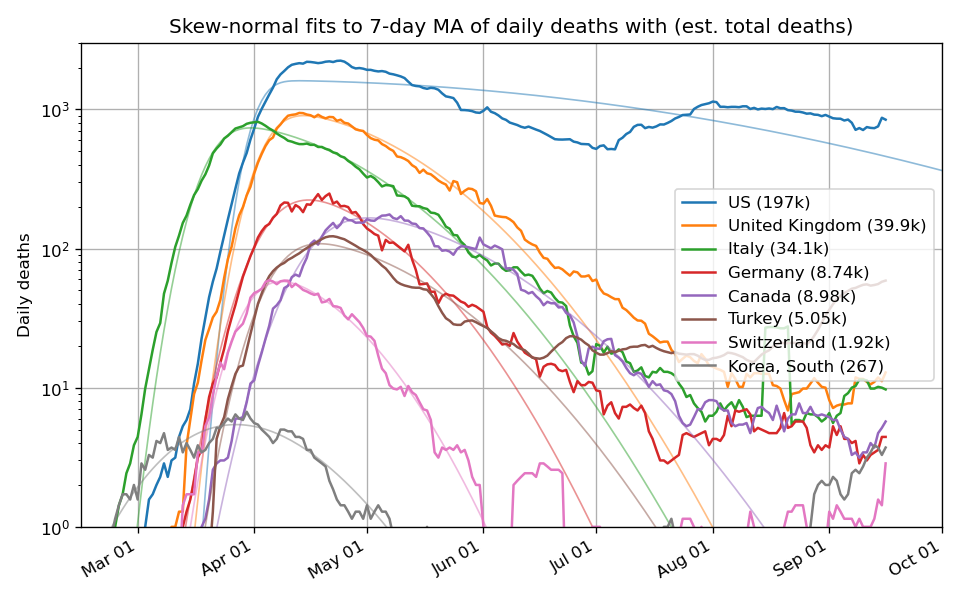 Skew-normal fits to 7-day MA of daily deaths with (est. total deaths)
Daily deaths
10³
10²
10¹
10⁰
US (197k)
United Kingdom (39.9k)
Italy (34.1k)
Germany (8.74k)
Canada (8.98k)
Turkey (5.05k)
Switzerland (1.92k)
Korea, South (267)
Mar 01
Apr 01
May 01
Jun 01
Jul 01
Aug 01
Sep 01
Oct 01